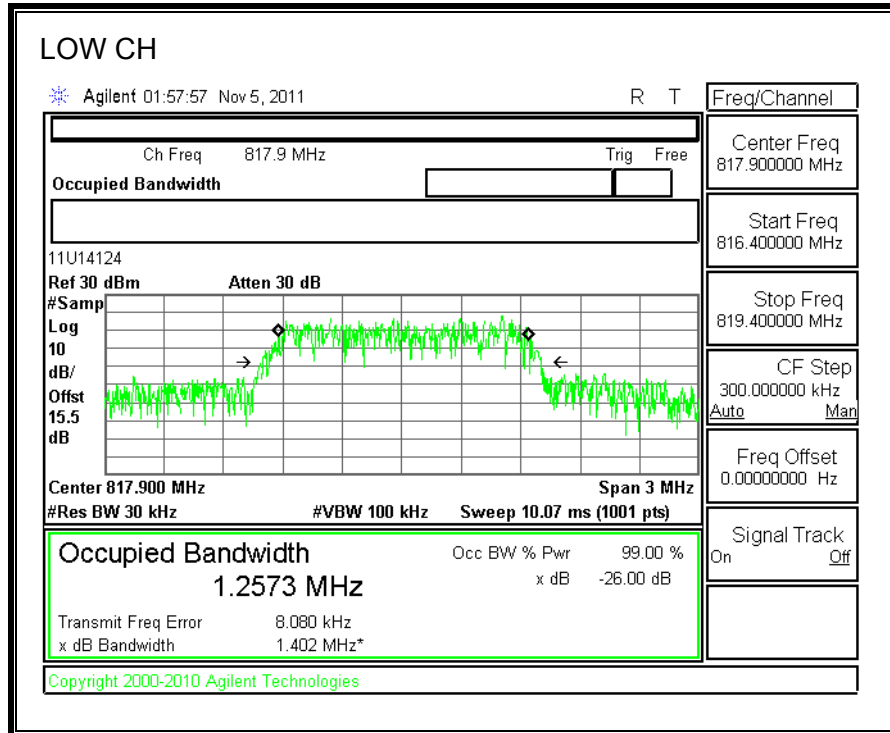 LOW CH
Agilent 01:57:57 Nov 5, 2011 R T
Freq/Channel
Ch Freq 817.9 MHz Trig Free
Occupied Bandwidth
Center Freq
817.900000 MHz
Start Freq
816.400000 MHz
Stop Freq
819.400000 MHz
CF Step
300.000000 kHz
Auto Man
Freq Offset
0.00000000 Hz
Signal Track
On Off
11U14124
Ref 30 dBm Atten 30 dB
#Samp
Log
10
dB/
Offst
15.5
dB
Center 817.900 MHz Span 3 MHz
#Res BW 30 kHz #VBW 100 kHz Sweep 10.07 ms (1001 pts)
Occupied Bandwidth Occ BW % Pwr 99.00 %
1.2573 MHz x dB -26.00 dB
Transmit Freq Error 8.080 kHz
x dB Bandwidth 1.402 MHz*
Copyright 2000-2010 Agilent Technologies